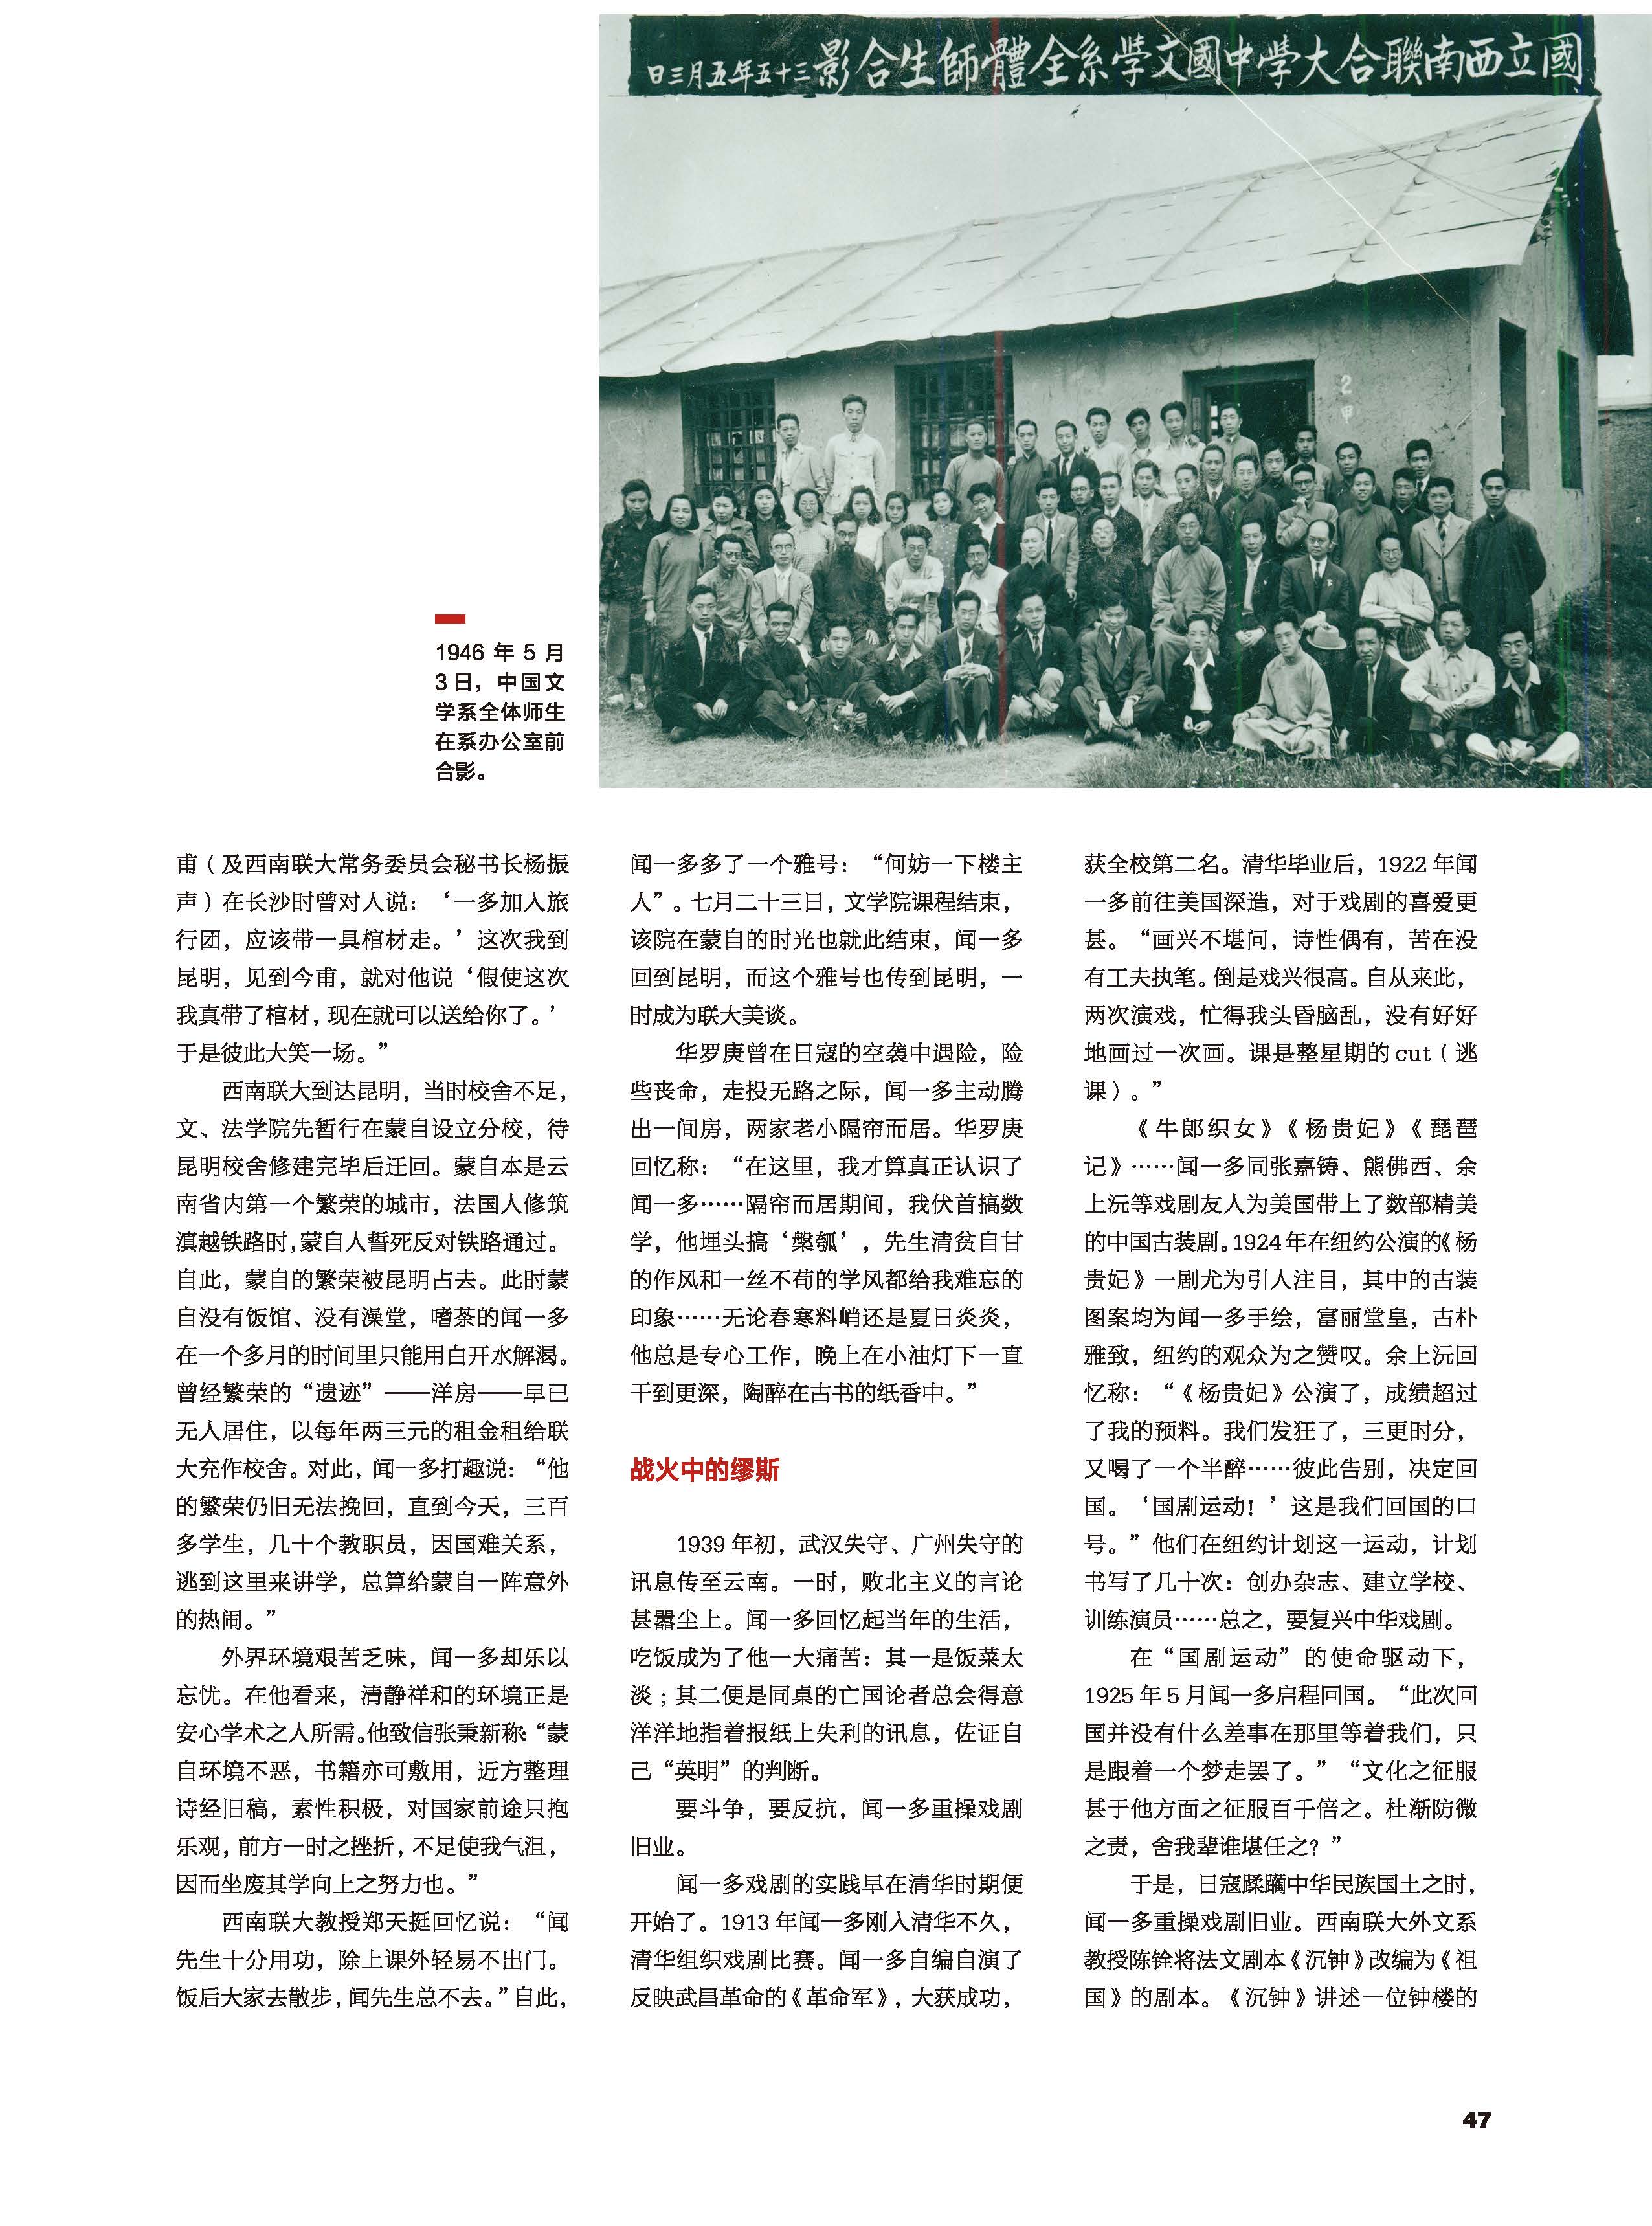 國立西南聯合大學中國文學系全體師生合影三十五年五月三日
2
甲
1946 年 5 月
3 日，中国文
学系全体师生
在系办公室前
合影。
甫（及西南联大常务委员会秘书长杨振
声）在长沙时曾对人说：‘一多加入旅
行团，应该带一具棺材走。’这次我到
昆明，见到今甫，就对他说‘假使这次
我真带了棺材，现在就可以送给你了。’
于是彼此大笑一场。”
西南联大到达昆明，当时校舍不足，
文、法学院先暂行在蒙自设立分校，待
昆明校舍修建完毕后迁回。蒙自本是云
南省内第一个繁荣的城市，法国人修筑
滇越铁路时，蒙自人誓死反对铁路通过。
自此，蒙自的繁荣被昆明占去。此时蒙
自没有饭馆、没有澡堂，嗜茶的闻一多
在一个多月的时间里只能用白开水解渴。
曾经繁荣的“遗迹”——洋房——早已
无人居住，以每年两三元的租金租给联
大充作校舍。对此，闻一多打趣说：“他
的繁荣仍旧无法挽回，直到今天，三百
多学生，几十个教职员，因国难关系，
逃到这里来讲学，总算给蒙自一阵意外
的热闹。”
外界环境艰苦乏味，闻一多却乐以
忘忧。在他看来，清静祥和的环境正是
安心学术之人所需。他致信张秉新称：“蒙
自环境不恶，书籍亦可敷用，近方整理
诗经旧稿，素性积极，对国家前途只抱
乐观，前方一时之挫折，不足使我气沮，
因而坐废其学向上之努力也。”
西南联大教授郑天挺回忆说：“闻
先生十分用功，除上课外轻易不出门。
饭后大家去散步，闻先生总不去。”自此，
闻一多多了一个雅号：“何妨一下楼主
人”。七月二十三日，文学院课程结束，
该院在蒙自的时光也就此结束，闻一多
回到昆明，而这个雅号也传到昆明，一
时成为联大美谈。
华罗庚曾在日寇的空袭中遇险，险
些丧命，走投无路之际，闻一多主动腾
出一间房，两家老小隔帘而居。华罗庚
回忆称：“在这里，我才算真正认识了
闻一多……隔帘而居期间，我伏首搞数
学，他埋头搞‘槃瓠’，先生清贫自甘
的作风和一丝不苟的学风都给我难忘的
印象……无论春寒料峭还是夏日炎炎，
他总是专心工作，晚上在小油灯下一直
干到更深，陶醉在古书的纸香中。”
战火中的缪斯
1939 年初，武汉失守、广州失守的
讯息传至云南。一时，败北主义的言论
甚嚣尘上。闻一多回忆起当年的生活，
吃饭成为了他一大痛苦：其一是饭菜太
淡；其二便是同桌的亡国论者总会得意
洋洋地指着报纸上失利的讯息，佐证自
己“英明”的判断。
要斗争，要反抗，闻一多重操戏剧
旧业。
闻一多戏剧的实践早在清华时期便
开始了。1913 年闻一多刚入清华不久，
清华组织戏剧比赛。闻一多自编自演了
反映武昌革命的《革命军》，大获成功，
获全校第二名。清华毕业后，1922 年闻
一多前往美国深造，对于戏剧的喜爱更
甚。“画兴不堪问，诗性偶有，苦在没
有工夫执笔。倒是戏兴很高。自从来此，
两次演戏，忙得我头昏脑乱，没有好好
地画过一次画。课是整星期的 cut（逃
课）。”
《牛郎织女》《杨贵妃》《琵琶
记》……闻一多同张嘉铸、熊佛西、余
上沅等戏剧友人为美国带上了数部精美
的中国古装剧。1924 年在纽约公演的《杨
贵妃》一剧尤为引人注目，其中的古装
图案均为闻一多手绘，富丽堂皇，古朴
雅致，纽约的观众为之赞叹。余上沅回
忆称：“《杨贵妃》公演了，成绩超过
了我的预料。我们发狂了，三更时分，
又喝了一个半醉……彼此告别，决定回
国。‘国剧运动！’这是我们回国的口
号。”他们在纽约计划这一运动，计划
书写了几十次：创办杂志、建立学校、
训练演员……总之，要复兴中华戏剧。
在“国剧运动”的使命驱动下，
1925 年 5 月闻一多启程回国。“此次回
国并没有什么差事在那里等着我们，只
是跟着一个梦走罢了。”“文化之征服
甚于他方面之征服百千倍之。杜渐防微
之责，舍我辈谁堪任之？”
于是，日寇蹂躏中华民族国土之时，
闻一多重操戏剧旧业。西南联大外文系
教授陈铨将法文剧本《沉钟》改编为《祖
国》的剧本。《沉钟》讲述一位钟楼的
47